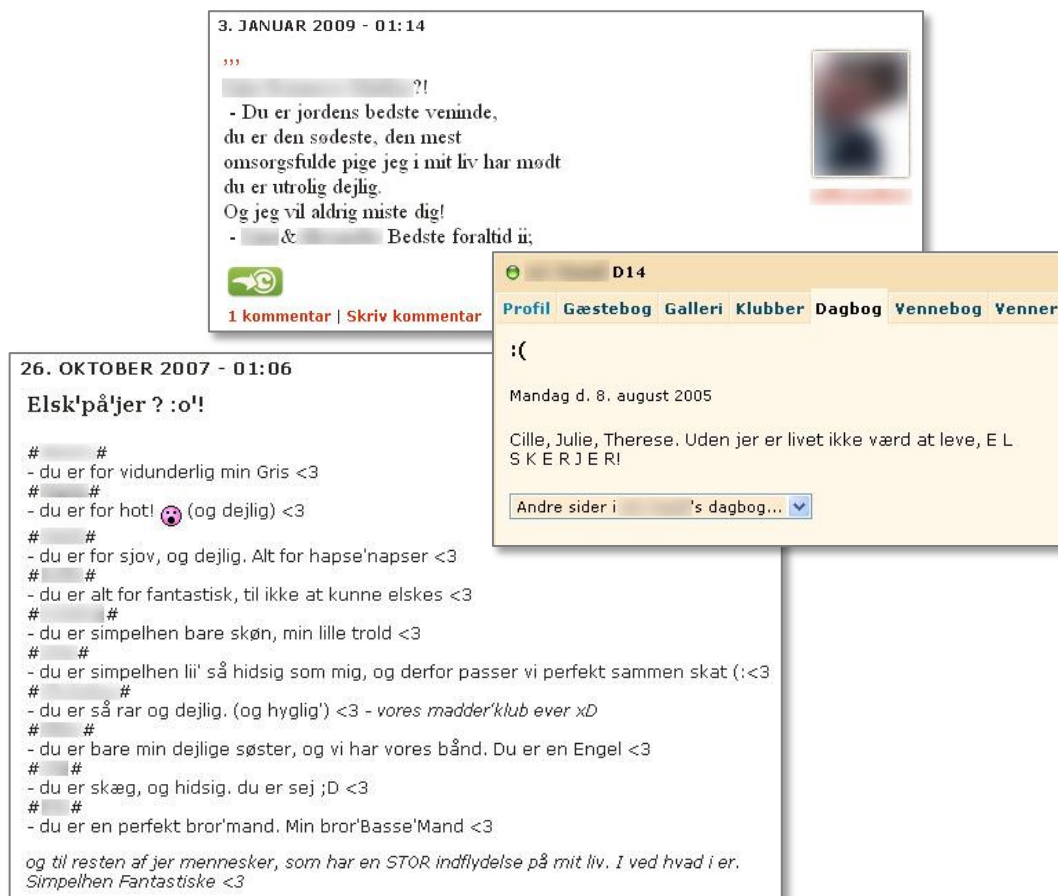 3. JANUAR 2009 - 01:14
,,,
?!
- Du er jordens bedste veninde,
du er den sødeste, den mest
omsorgsfulde pige jeg i mit liv har mødt
du er utrolig dejlig.
Og jeg vil aldrig miste dig!
- & Bedste foraltid ii;
1 kommentar | Skriv kommentar
D14
Profil Gæstebog Galleri Klubber Dagbog Vennebog Venner
:(
Mandag d. 8. august 2005
Cille, Julie, Therese. Uden jer er livet ikke værd at leve, E L
S K E R J E R!
Andre sider i 's dagbog...
26. OKTOBER 2007 - 01:06
Elsk'på'jer ? :o'!
# #
- du er for vidunderlig min Gris <3
# #
- du er for hot! (og dejlig) <3
# #
- du er for sjov, og dejlig. Alt for hapse'napser <3
# #
- du er alt for fantastisk, til ikke at kunne elskes <3
# #
- du er simpelhen bare skøn, min lille trold <3
# #
- du er simpelhen lii' så hidsig som mig, og derfor passer vi perfekt sammen skat (:<3
# #
- du er så rar og dejlig. (og hyglig') <3 - vores madder'klub ever xD
# #
- du er bare min dejlige søster, og vi har vores bånd. Du er en Engel <3
# #
- du er skæg, og hidsig. du er sej ;D <3
# #
- du er en perfekt bror'mand. Min bror'Basse'Mand <3
og til resten af jer mennesker, som har en STOR indflydelse på mit liv. I ved hvad i er.
Simpelhen Fantastiske <3